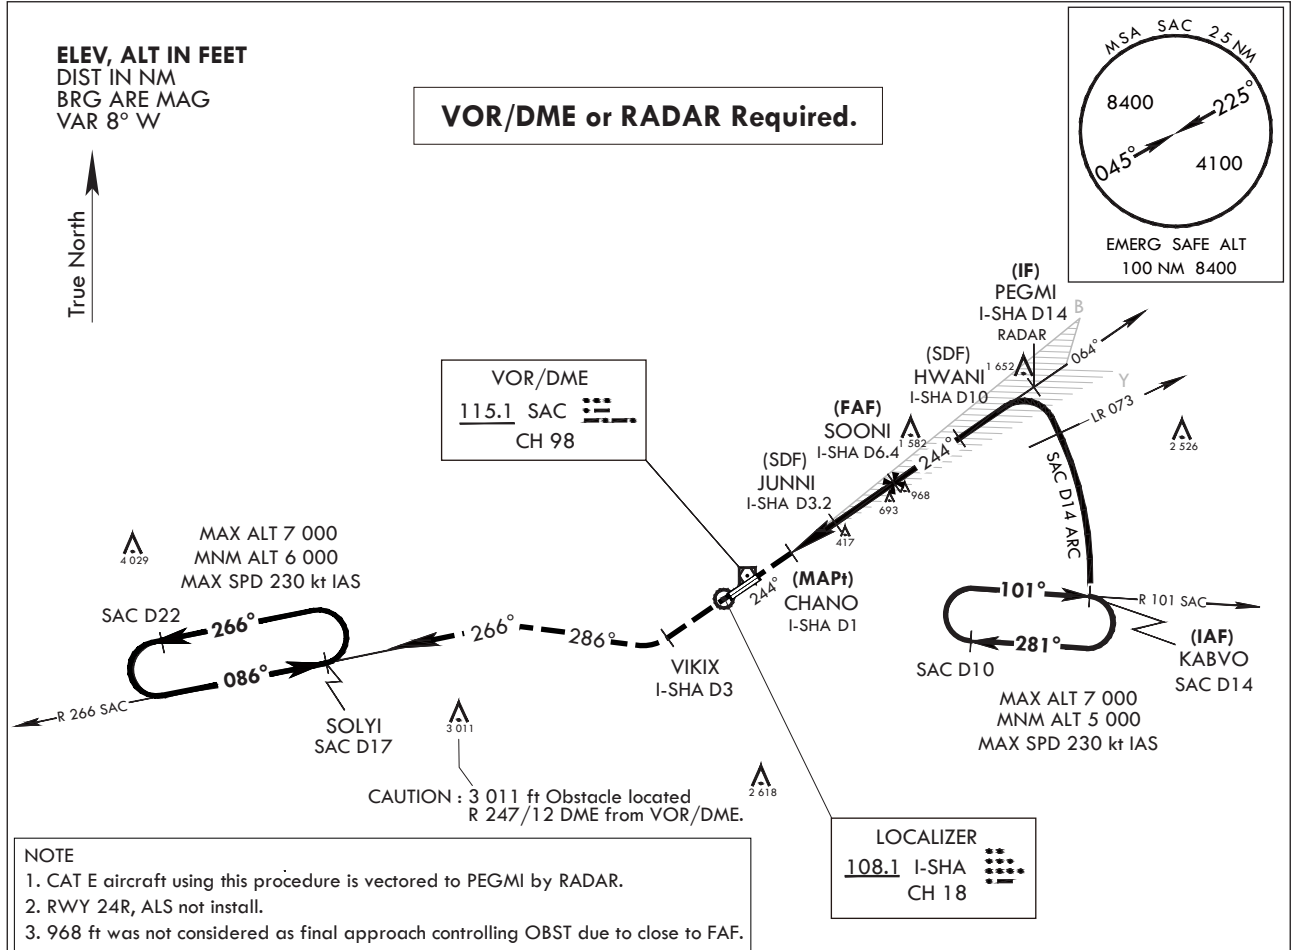 ELEV, ALT IN FEET
DIST IN NM
BRG ARE MAG
VAR 8° W
True North
VOR/DME or RADAR Required.
MSA SAC 25 NM
8400
225°
045°
4100
EMERG SAFE ALT
100 NM 8400
(IF)
PEGMI
I-SHA D14
RADAR
B
064°
Y
LR 073
(SDF)
HWANI
I-SHA D10
1 652
2 526
(FAF)
SOONI
I-SHA D6.4
1 582
244°
968
693
SAC D14 ARC
(SDF)
JUNNI
I-SHA D3.2
417
VOR/DME
115.1 SAC
CH 98
(MAPt)
CHANO
I-SHA D1
244°
101°
R 101 SAC
281°
SAC D10
(IAF)
KABVO
SAC D14
MAX ALT 7 000
MNM ALT 5 000
MAX SPD 230 kt IAS
4 029
MAX ALT 7 000
MNM ALT 6 000
MAX SPD 230 kt IAS
SAC D22
266°
086°
R 266 SAC
266°
286°
VIKIX
I-SHA D3
SOLYI
SAC D17
3 011
2 618
CAUTION : 3 011 ft Obstacle located
R 247/12 DME from VOR/DME.
LOCALIZER
108.1 I-SHA
CH 18
NOTE
1. CAT E aircraft using this procedure is vectored to PEGMI by RADAR.
2. RWY 24R, ALS not install.
3. 968 ft was not considered as final approach controlling OBST due to close to FAF.